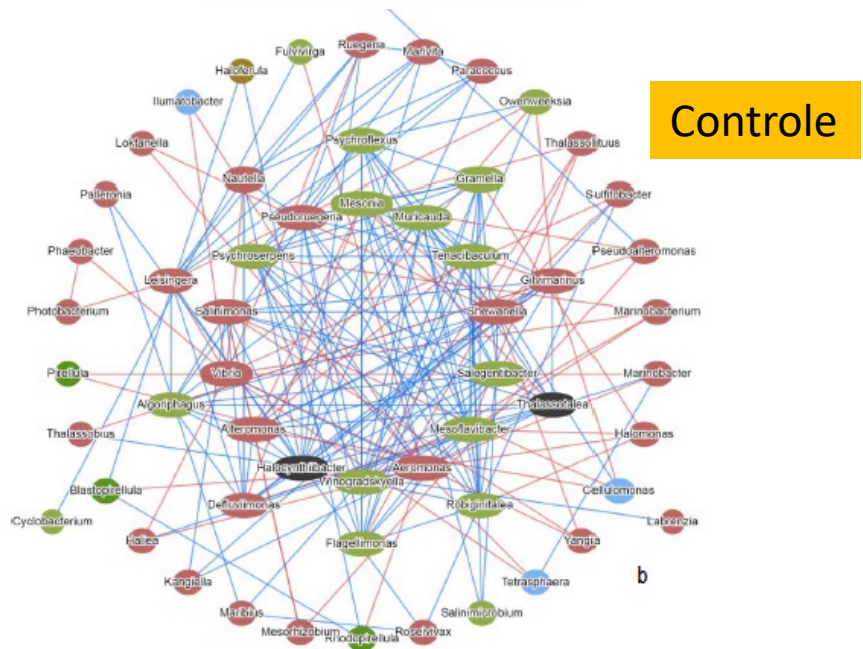 Fulvivirga
Ruegeria
Marivita
Haloferula
Paracoccus
Ilumatobacter
Owenweeksia
Controle
Psychroflexus
Loktanella
Thalassolituus
Nautella
Gramella
Mesonia
Palleronia
Sulfitobacter
Pseudoruegeria
Muricauda
Phaeobacter
Psychroserpens
Tenacibaculum
Pseudoalteromonas
Leisingera
Gilvimarinus
Photobacterium
Salinimonas
Shewanella
Marinobacterium
Pirellula
Vibrio
Salegentibacter
Marinobacter
Algoriphagus
Thalassotalea
Thalassobius
Alteromonas
Mesoflavibacter
Halomonas
Halocynthiibacter
Aeromonas
Blastopirellula
Winogradskyella
Cellulomonas
Cyclobacterium
Defluviimonas
Robiginitalea
Labrenzia
Haliea
Flagellimonas
Yangia
Kangiella
Tetrasphaera
b
Maribius
Salinimicrobium
Mesorhizobium
Rhodopirellula
Roseivivax